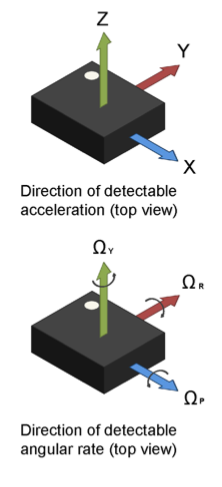 Z
Y
X
Direction of detectable
acceleration (top view)
ΩY
ΩR
ΩP
Direction of detectable
angular rate (top view)